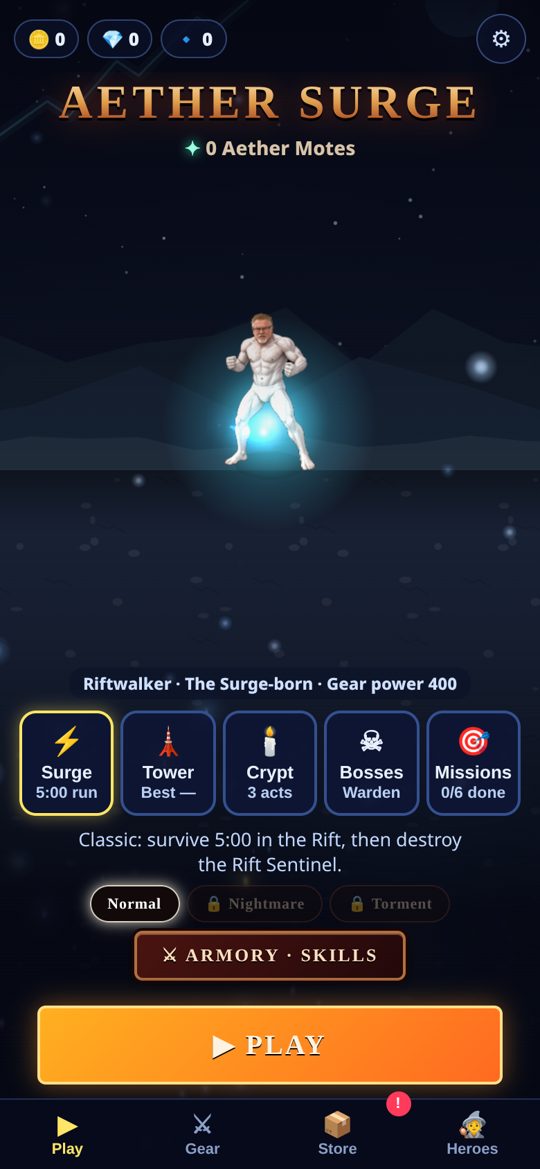 0 0 0
AETHER SURGE
0 Aether Motes
Riftwalker · The Surge-born · Gear power 400
Surge
5:00 run
Tower
Best —
Crypt
3 acts
Bosses
Warden
Missions
0/6 done
Classic: survive 5:00 in the Rift, then destroy
the Rift Sentinel.
Normal
Nightmare
Torment
ARMORY · SKILLS
PLAY
!
Play
Gear
Store
Heroes